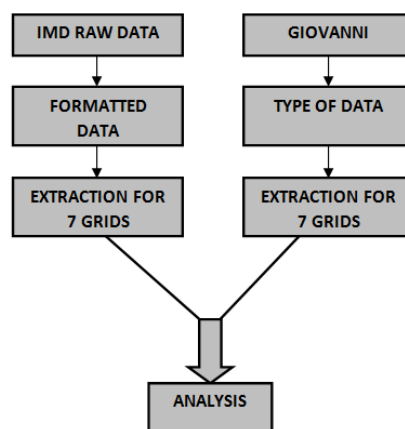 IMD RAW DATA
GIOVANNI
FORMATTED
DATA
TYPE OF DATA
EXTRACTION FOR
7 GRIDS
EXTRACTION FOR
7 GRIDS
ANALYSIS